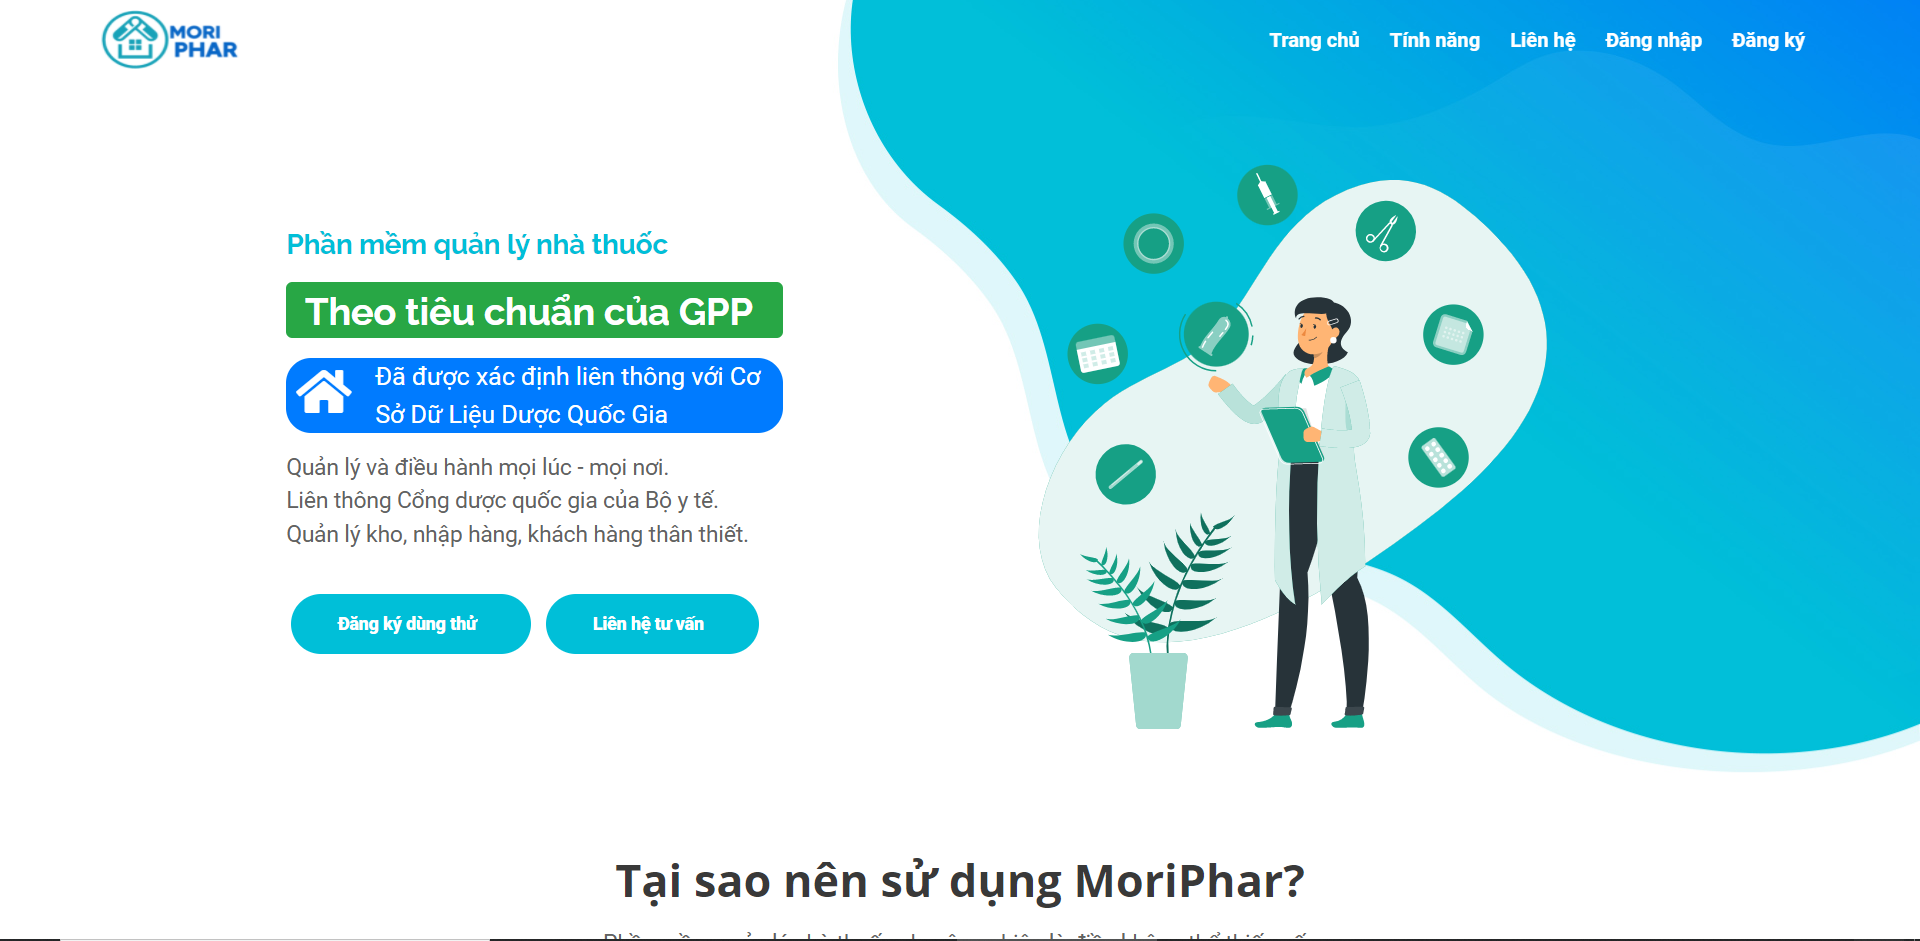 MORI
PHAR
Trang chủ Tính năng Liên hệ Đăng nhập Đăng ký
Phần mềm quản lý nhà thuốc
Theo tiêu chuẩn của GPP
Đã được xác định liên thông với Cơ
Sở Dữ Liệu Dược Quốc Gia
Quản lý và điều hành mọi lúc - mọi nơi.
Liên thông Cổng dược quốc gia của Bộ y tế.
Quản lý kho, nhập hàng, khách hàng thân thiết.
Đăng ký dùng thử Liên hệ tư vấn
Tại sao nên sử dụng MoriPhar?